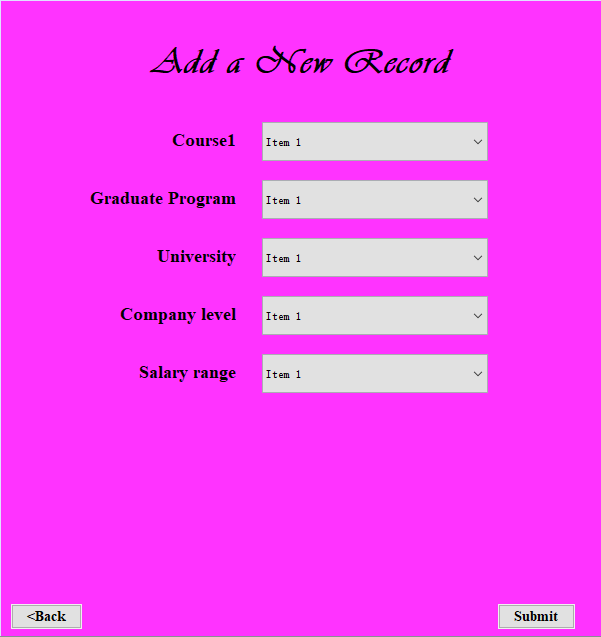 Add a New Record
Course1 Item 1
Graduate Program Item 1
University Item 1
Company level Item 1
Salary range Item 1
<Back Submit